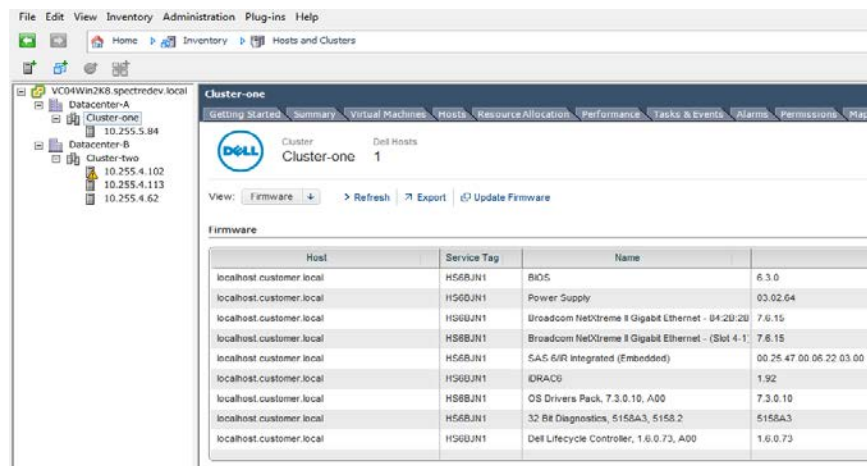 File Edit View Inventory Administration Plug-ins Help
Home Inventory Hosts and Clusters
VC04Win2K8.spectredev.local
Datacenter-A
Cluster-one
10.255.5.84
Datacenter-B
Cluster-two
10.255.4.102
10.255.4.113
10.255.4.62
Cluster-one
Getting Started Summary Virtual Machines Hosts Resource Allocation Performance Tasks & Events Alarms Permissions Map
DELL
Cluster Dell Hosts
Cluster-one 1
View: Firmware Refresh Export Update Firmware
Firmware
Host Service Tag Name
localhost.customer.local HS6BJN1 BIOS 6.3.0
localhost.customer.local HS6BJN1 Power Supply 03.02.64
localhost.customer.local HS6BJN1 Broadcom NetXtreme II Gigabit Ethernet - 84:2B:2B 7.6.15
localhost.customer.local HS6BJN1 Broadcom NetXtreme II Gigabit Ethernet - (Slot 4-1) 7.6.15
localhost.customer.local HS6BJN1 SAS 6/iR Integrated (Embedded) 00.25.47.00.06.22.03.00
localhost.customer.local HS6BJN1 iDRAC6 1.92
localhost.customer.local HS6BJN1 OS Drivers Pack, 7.3.0.10, A00 7.3.0.10
localhost.customer.local HS6BJN1 32 Bit Diagnostics, 5158A3, 5158.2 5158A3
localhost.customer.local HS6BJN1 Dell Lifecycle Controller, 1.6.0.73, A00 1.6.0.73